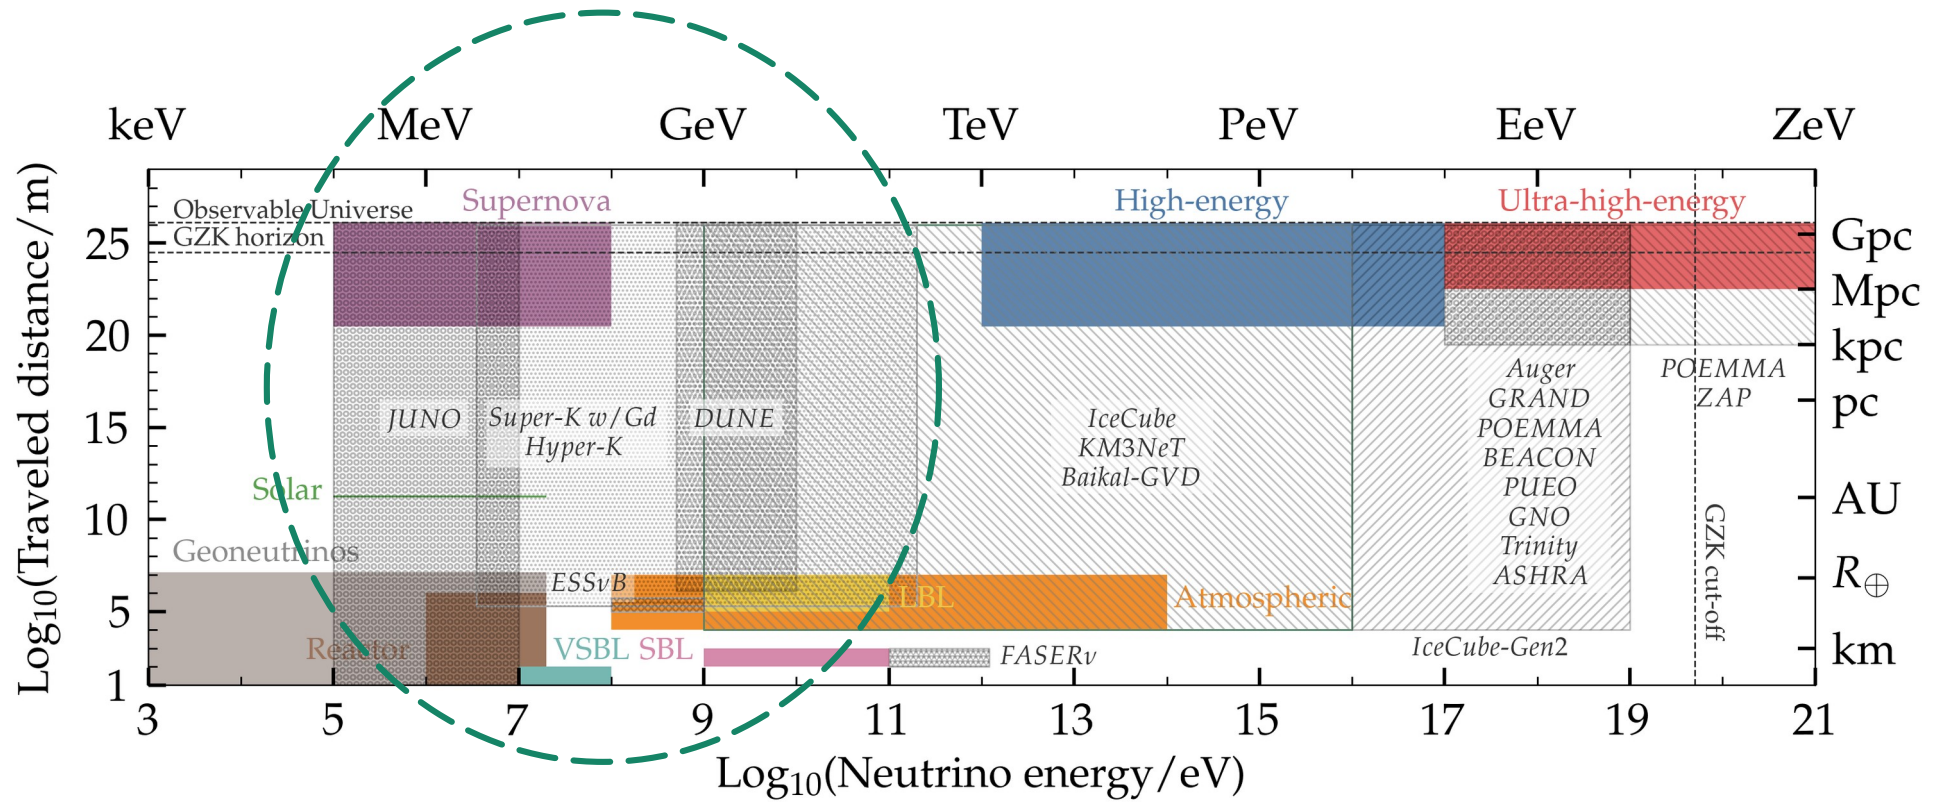 keV MeV GeV TeV PeV EeV ZeV
Supernova High-energy Ultra-high-energy
Observable Universe
GZK horizon
25 Gpc
Mpc
20 kpc
Auger
GRAND
POEMMA
BEACON
PUEO
GNO
Trinity
ASHRA
POEMMA
ZAP
pc
15
JUNO
Super-K w/Gd
Hyper-K
DUNE
IceCube
KM3NeT
Baikal-GVD
Solar
AU
10
GZK cut-off
Geoneutrinos
ESSνB
R⊕
5
LBL
Atmospheric
Reactor
VSBL SBL
FASERν
IceCube-Gen2
km
1
3 5 7 9 11 13 15 17 19 21
Log10(Neutrino energy/eV)
Log10(Traveled distance/m)